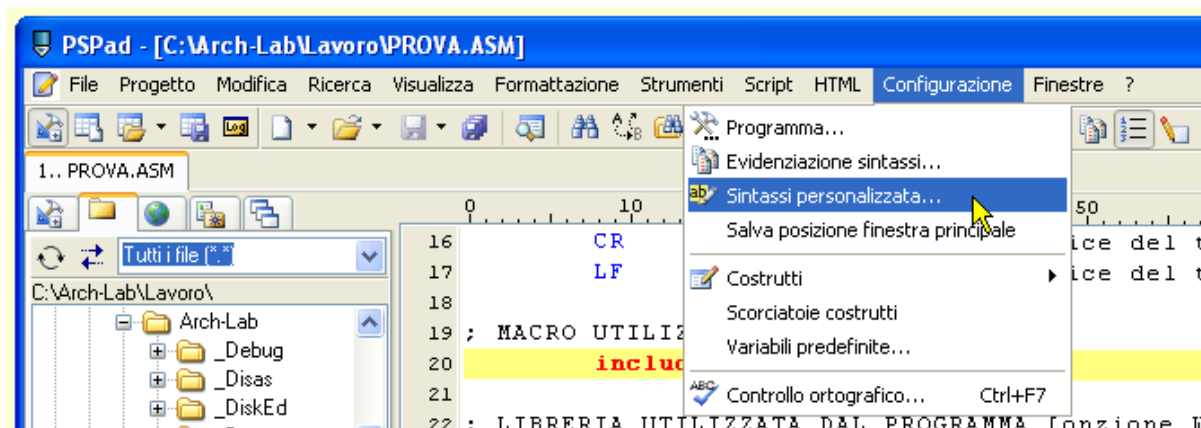 PSPad - [C:\Arch-Lab\Lavoro\PROVA.ASM]
File Progetto Modifica Ricerca Visualizza Formattazione Strumenti Script HTML Configurazione Finestre ?
Log
1.. PROVA.ASM
Programma...
Evidenziazione sintassi...
Sintassi personalizzata...
Salva posizione finestra principale
Costrutti
Scorciatoie costrutti
Variabili predefinite...
Controllo ortografico... Ctrl+F7
Tutti i file (*.*)
C:\Arch-Lab\Lavoro\
Arch-Lab
_Debug
_Disas
_DiskEd
0 10 50
16 CR ice del t
17 LF ice del t
18
19 ; MACRO UTILIZ
20 includ
21
22 ; LIBRERIA UTILIZZATA DAL PROGRAMMA [opzione